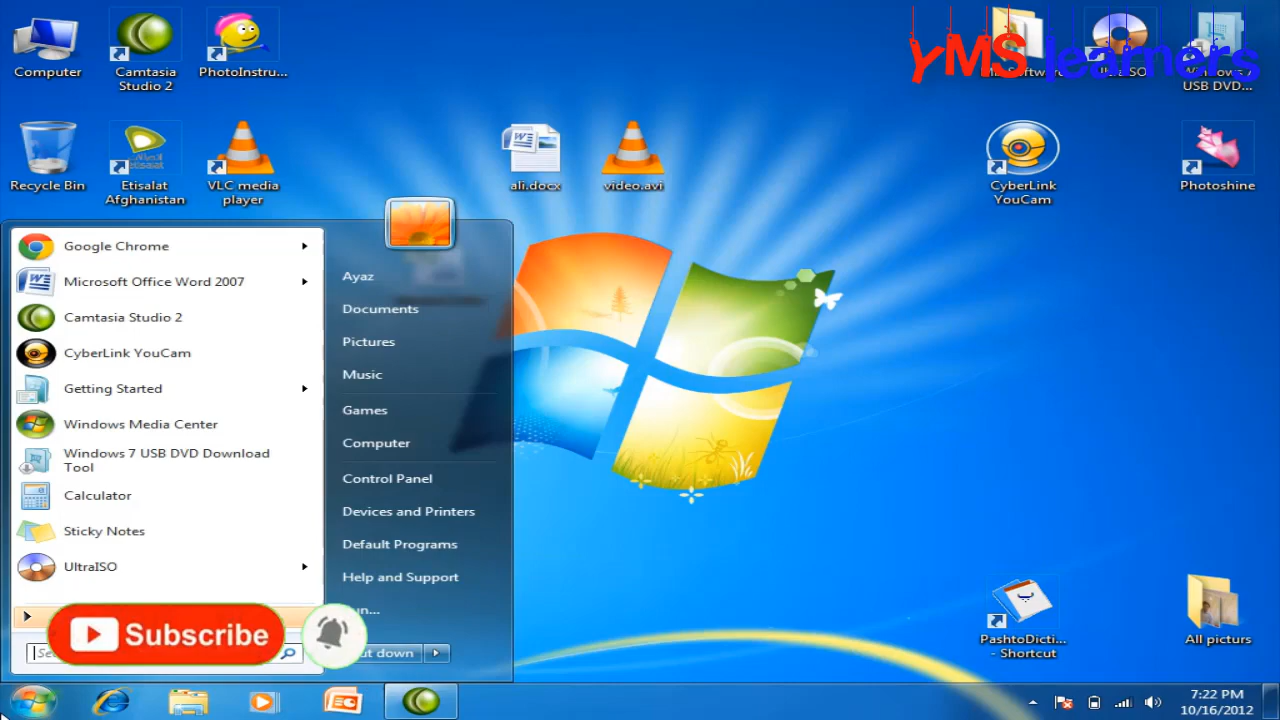 Computer
Camtasia
Studio 2
PhotoInstru...
YMS learners
USB DVD...
Recycle Bin
Etisalat
Afghanistan
VLC media
player
ali.docx
video.avi
CyberLink
YouCam
Photoshine
Google Chrome
Microsoft Office Word 2007
Camtasia Studio 2
CyberLink YouCam
Getting Started
Windows Media Center
Windows 7 USB DVD Download
Tool
Calculator
Sticky Notes
UltraISO
Ayaz
Documents
Pictures
Music
Games
Computer
Control Panel
Devices and Printers
Default Programs
Help and Support
Subscribe
down
PashtoDicti...
- Shortcut
All picturs
7:22 PM
10/16/2012